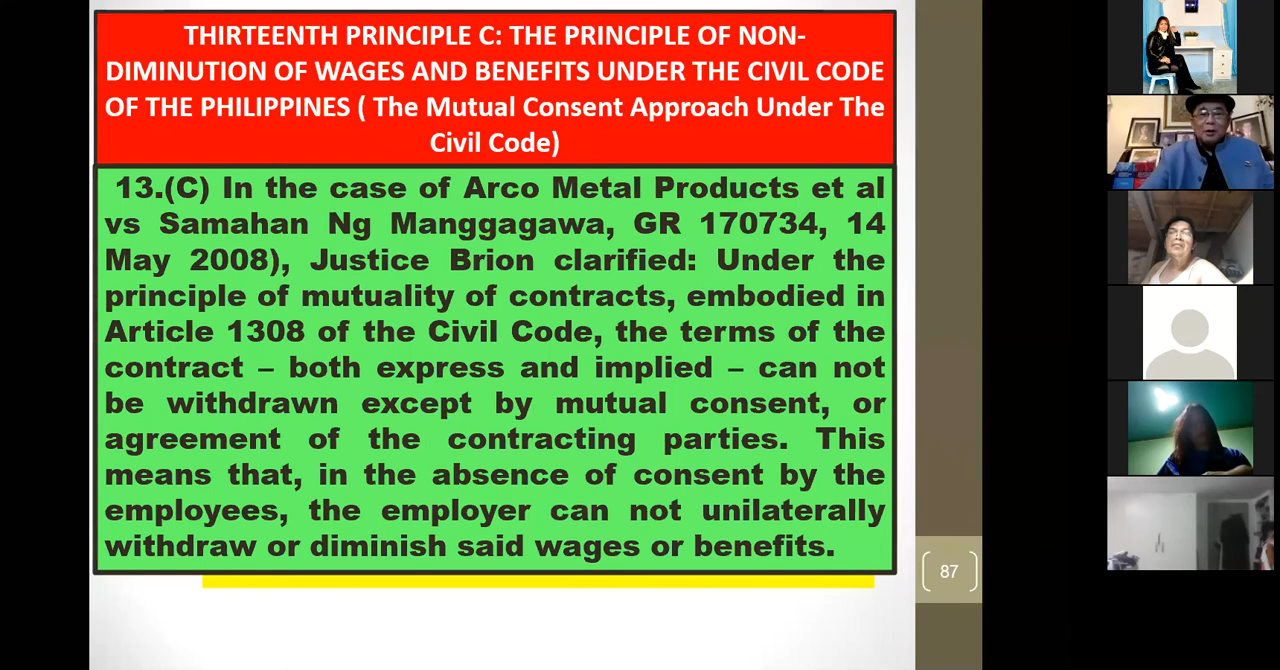 THIRTEENTH PRINCIPLE C: THE PRINCIPLE OF NON-
DIMINUTION OF WAGES AND BENEFITS UNDER THE CIVIL CODE
OF THE PHILIPPINES ( The Mutual Consent Approach Under The
Civil Code)
13.(C) In the case of Arco Metal Products et al
vs Samahan Ng Manggagawa, GR 170734, 14
May 2008), Justice Brion clarified: Under the
principle of mutuality of contracts, embodied in
Article 1308 of the Civil Code, the terms of the
contract – both express and implied – can not
be withdrawn except by mutual consent, or
agreement of the contracting parties. This
means that, in the absence of consent by the
employees, the employer can not unilaterally
withdraw or diminish said wages or benefits.
87